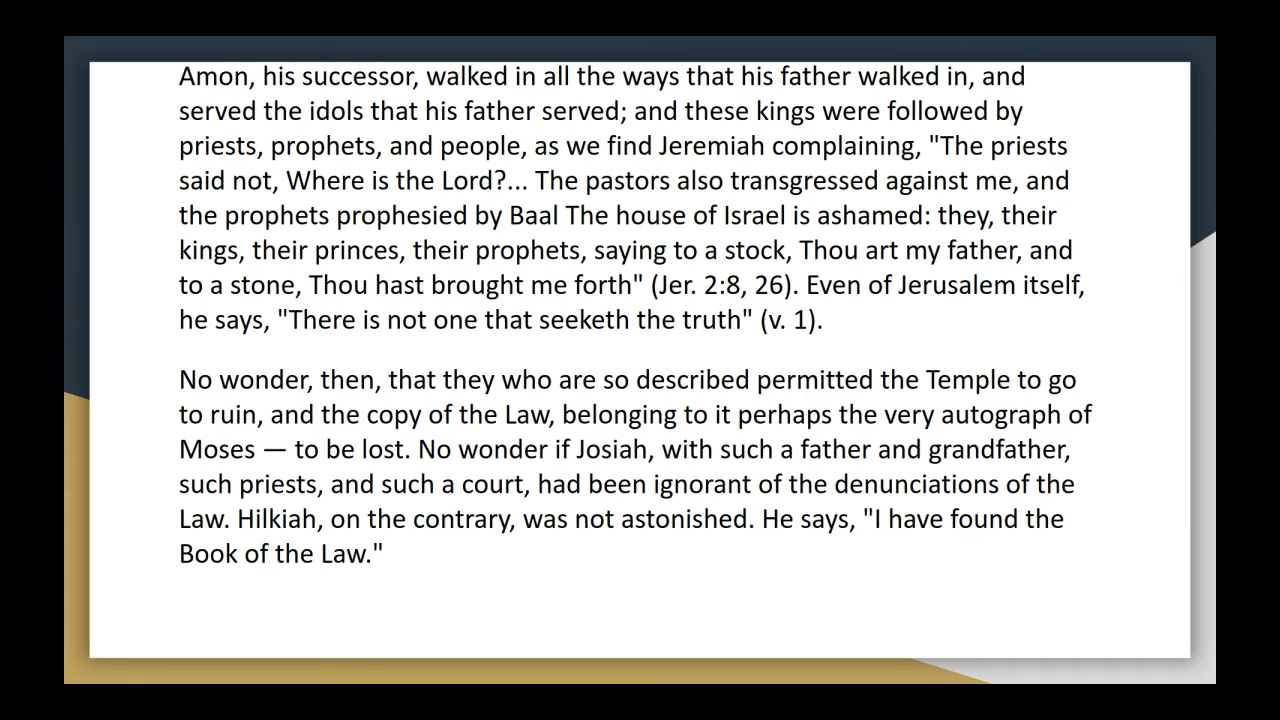 Amon, his successor, walked in all the ways that his father walked in, and
served the idols that his father served; and these kings were followed by
priests, prophets, and people, as we find Jeremiah complaining, "The priests
said not, Where is the Lord?... The pastors also transgressed against me, and
the prophets prophesied by Baal The house of Israel is ashamed: they, their
kings, their princes, their prophets, saying to a stock, Thou art my father, and
to a stone, Thou hast brought me forth" (Jer. 2:8, 26). Even of Jerusalem itself,
he says, "There is not one that seeketh the truth" (v. 1).
No wonder, then, that they who are so described permitted the Temple to go
to ruin, and the copy of the Law, belonging to it perhaps the very autograph of
Moses — to be lost. No wonder if Josiah, with such a father and grandfather,
such priests, and such a court, had been ignorant of the denunciations of the
Law. Hilkiah, on the contrary, was not astonished. He says, "I have found the
Book of the Law."